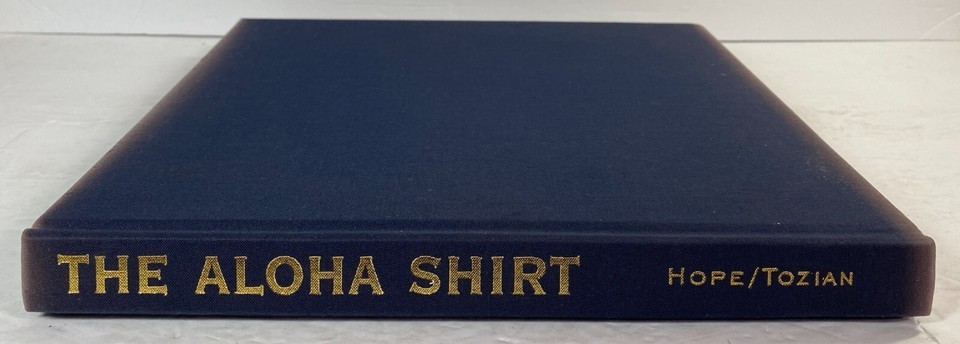 THE ALOHA SHIRT HOPE/TOZIAN